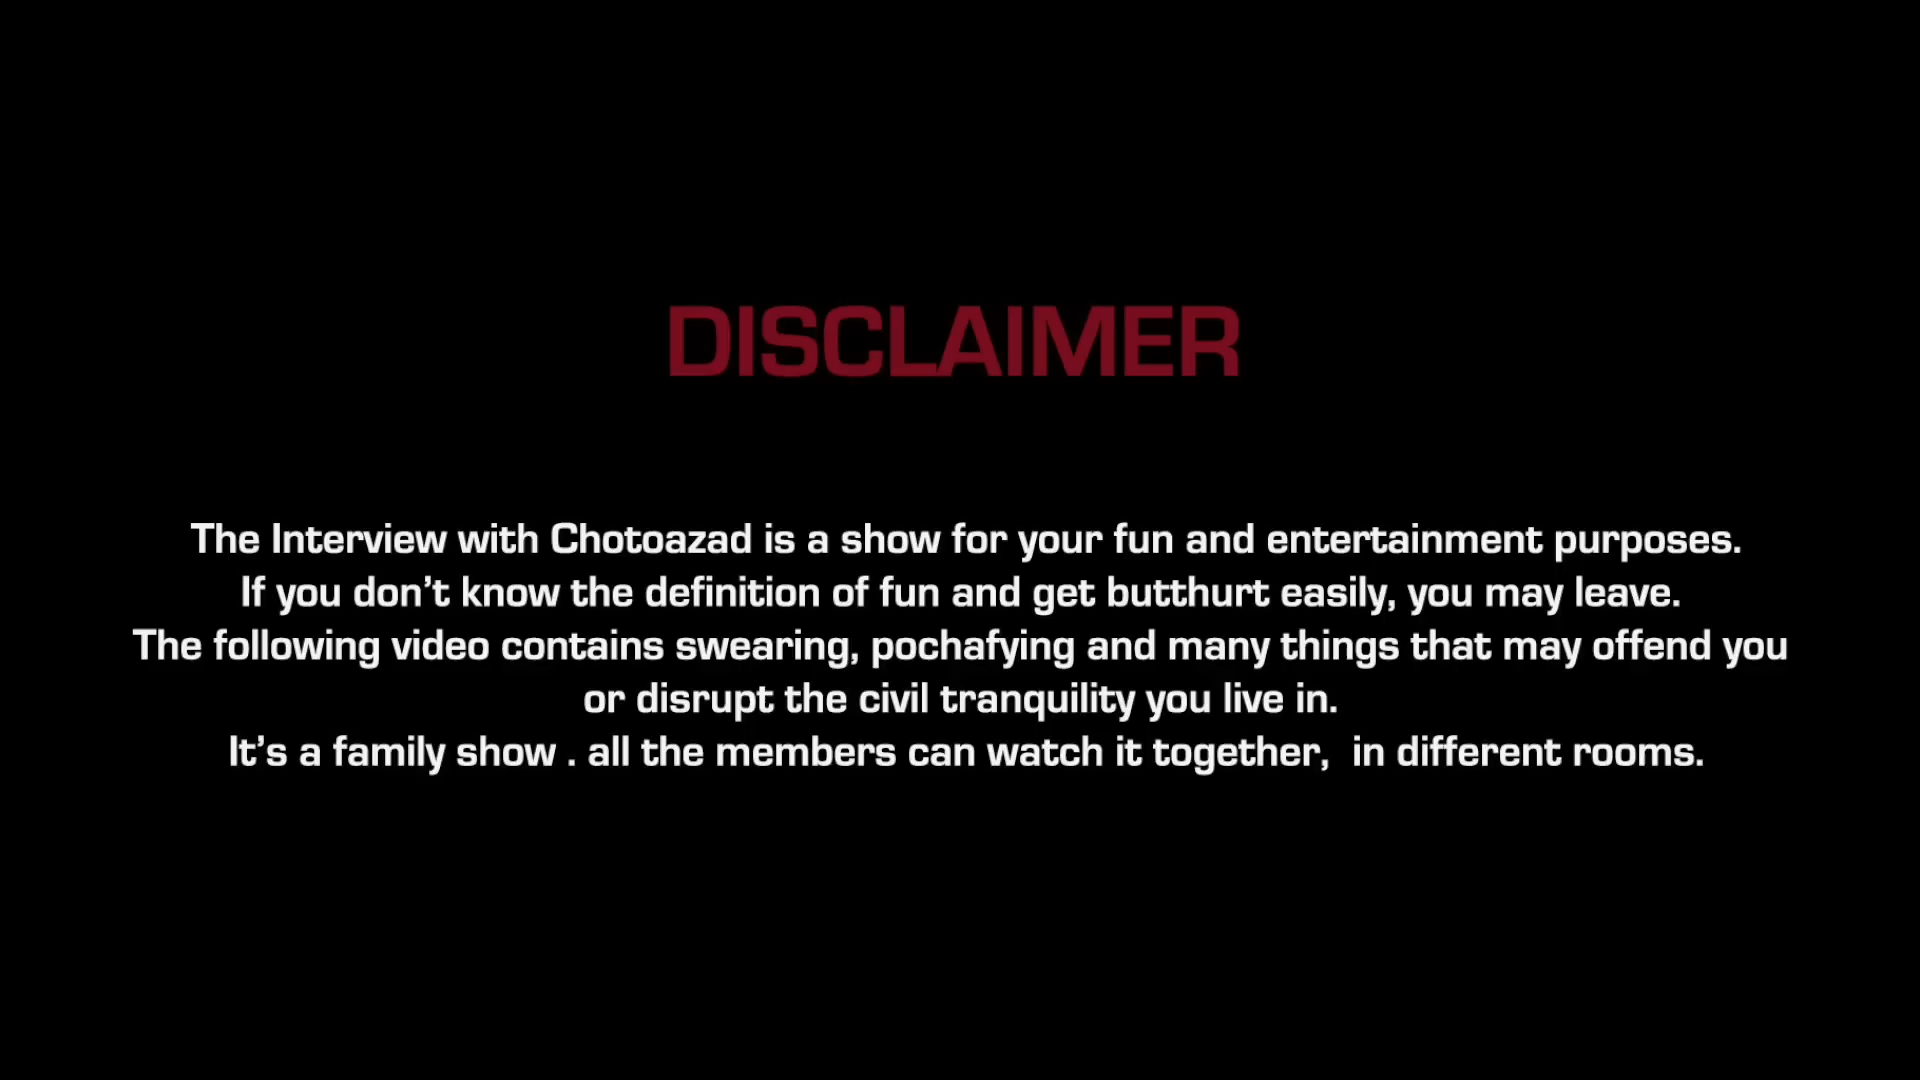 DISCLAIMER
The Interview with Chotoazad is a show for your fun and entertainment purposes.
If you don’t know the definition of fun and get butthurt easily, you may leave.
The following video contains swearing, pochafying and many things that may offend you
or disrupt the civil tranquility you live in.
It’s a family show . all the members can watch it together,  in different rooms.